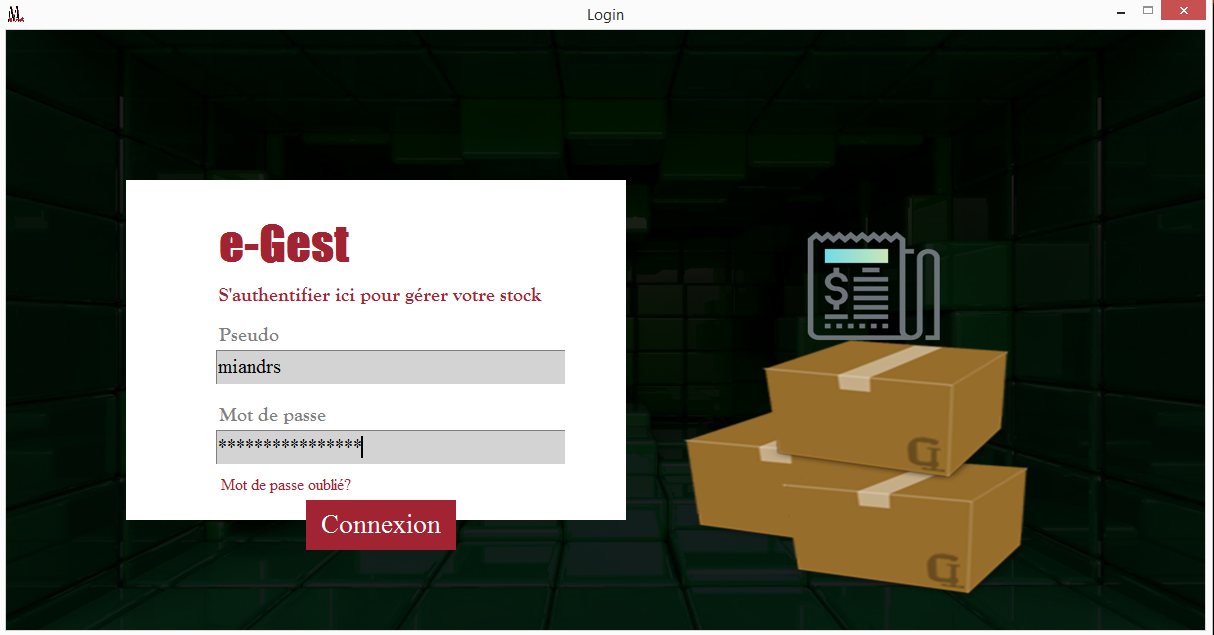 Login
e-Gest
S'authentifier ici pour gérer votre stock
Pseudo
miandrs
Mot de passe
****************
Mot de passe oublié?
Connexion
$
G
G